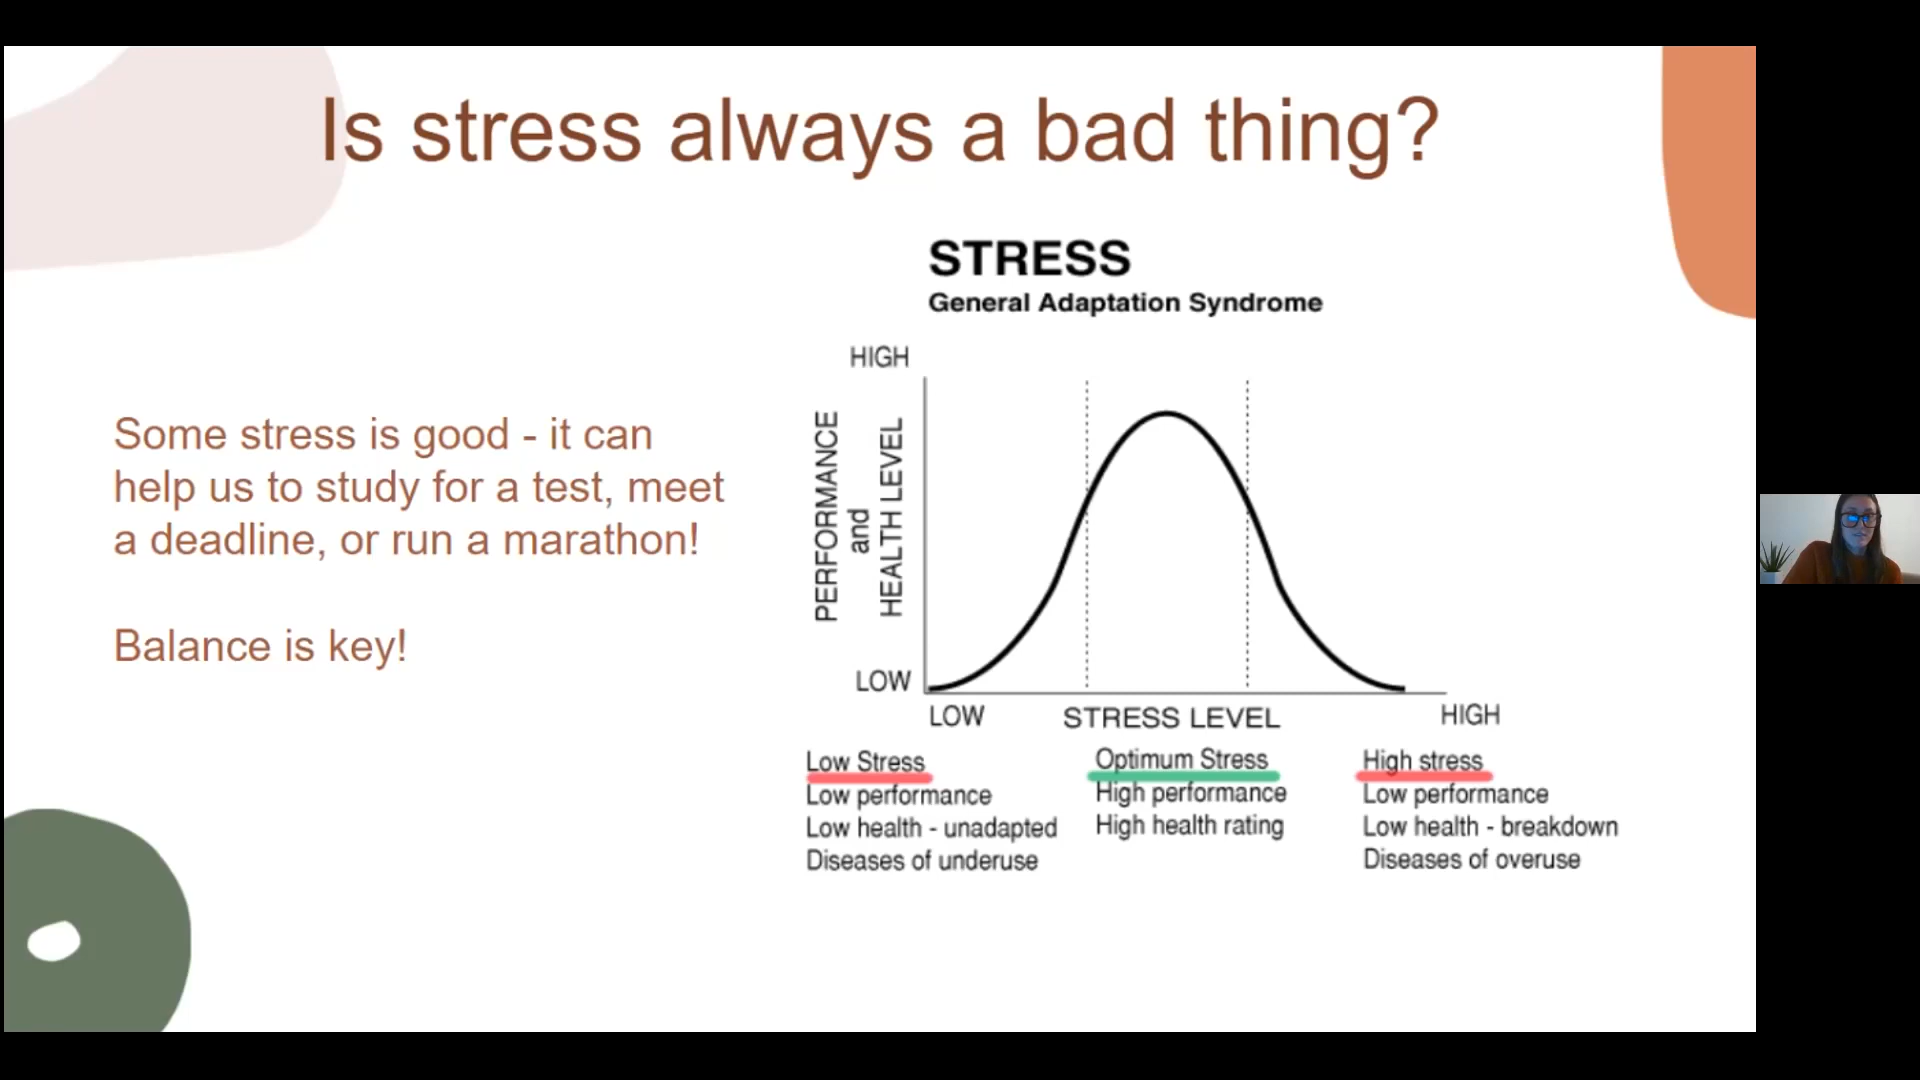 Is stress always a bad thing?
Some stress is good - it can
help us to study for a test, meet
a deadline, or run a marathon!
Balance is key!
STRESS
General Adaptation Syndrome
HIGH
PERFORMANCE
and
HEALTH LEVEL
LOW
LOW STRESS LEVEL HIGH
Low Stress
Low performance
Low health - unadapted
Diseases of underuse
Optimum Stress
High performance
High health rating
High stress
Low performance
Low health - breakdown
Diseases of overuse